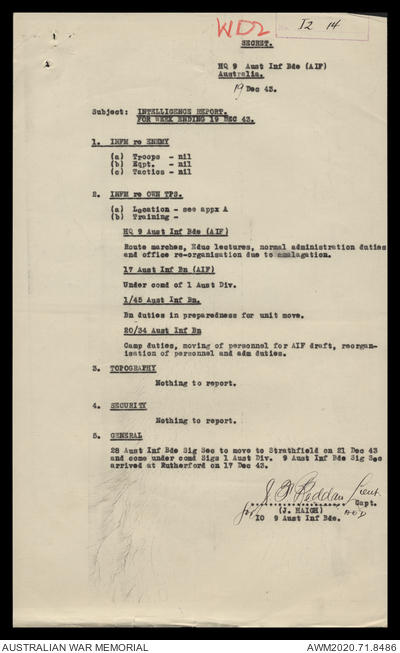 WD2
I2 14
SECRET.
HQ 9 Aust Inf Bde (AIF)
Australia.
19 Dec 43.
Subject: INTELLIGENCE REPORT.
FOR WEEK ENDING 19 DEC 43.
1. INFM re ENEMY
(a) Troops - nil
(b) Eqpt. - nil
(c) Tactics - nil
2. INFM re OWN TPS.
(a) Location - see appx A
(b) Training -
HQ 9 Aust Inf Bde (AIF)
Route marches, Educ lectures, normal administration duties
and office re-organisation due to amalagation.
17 Aust Inf Bn (AIF)
Under comd of 1 Aust Div.
1/45 Aust Inf Bn.
Bn duties in preparedness for unit move.
20/34 Aust Inf Bn
Camp duties, moving of personnel for AIF draft, reorgan-
isation of personnel and adm duties.
3. TOPOGRAPHY
Nothing to report.
4. SECURITY
Nothing to report.
5. GENERAL
28 Aust Inf Bde Sig Sec to move to Strathfield on 21 Dec 43
and come under comd Sigs 1 Aust Div. 9 Aust Inf Bde Sig Sec
arrived at Rutherford on 17 Dec 43.
Lieut
Capt.
for (J. HAIGH)
IO 9 Aust Inf Bde.
AUSTRALIAN WAR MEMORIAL
AWM2020.71.8486